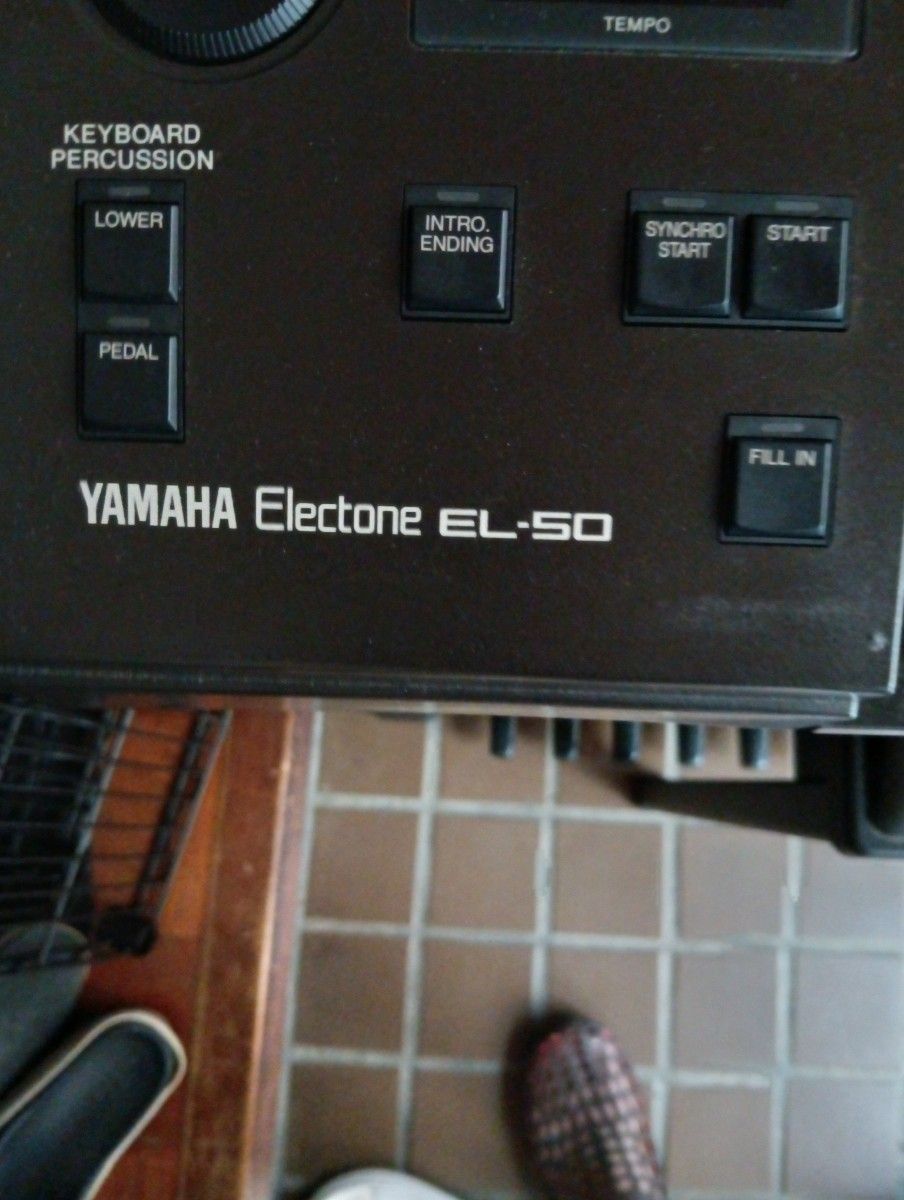 TEMPO
KEYBOARD
PERCUSSION
LOWER
INTRO.
ENDING
SYNCHRO
START
START
PEDAL
FILL IN
YAMAHA Electone EL-50